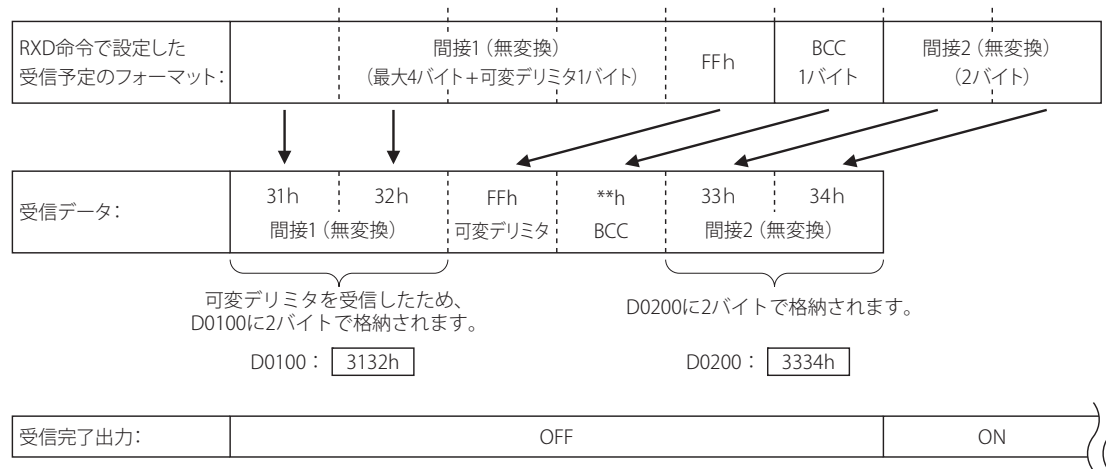 RXD命令で設定した
受信予定のフォーマット：
間接1（無変換）
（最大4バイト＋可変デリミタ1バイト）
FFh
BCC
1バイト
間接2（無変換）
（2バイト）
受信データ：
31h
32h
FFh
**h
33h
34h
間接1（無変換）
可変デリミタ
BCC
間接2（無変換）
可変デリミタを受信したため、
D0100に2バイトで格納されます。
D0200に2バイトで格納されます。
D0100： 3132h
D0200： 3334h
受信完了出力：
OFF
ON